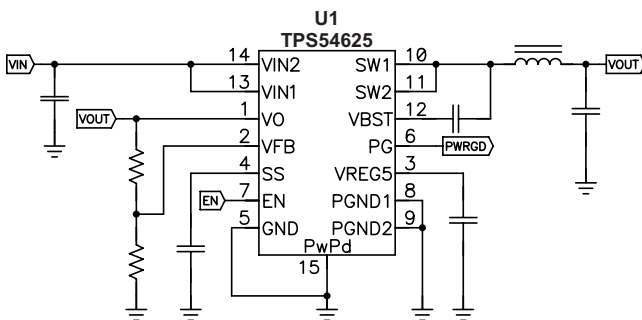 U1
TPS54625
VIN
14 VIN2 SW1 10
VOUT
13 VIN1 SW2 11
VOUT
1 VO VBST 12
2 VFB PG 6
PWRGD
4 SS VREG5 3
EN
7 EN PGND1 8
5 GND PGND2 9
PwPd
15